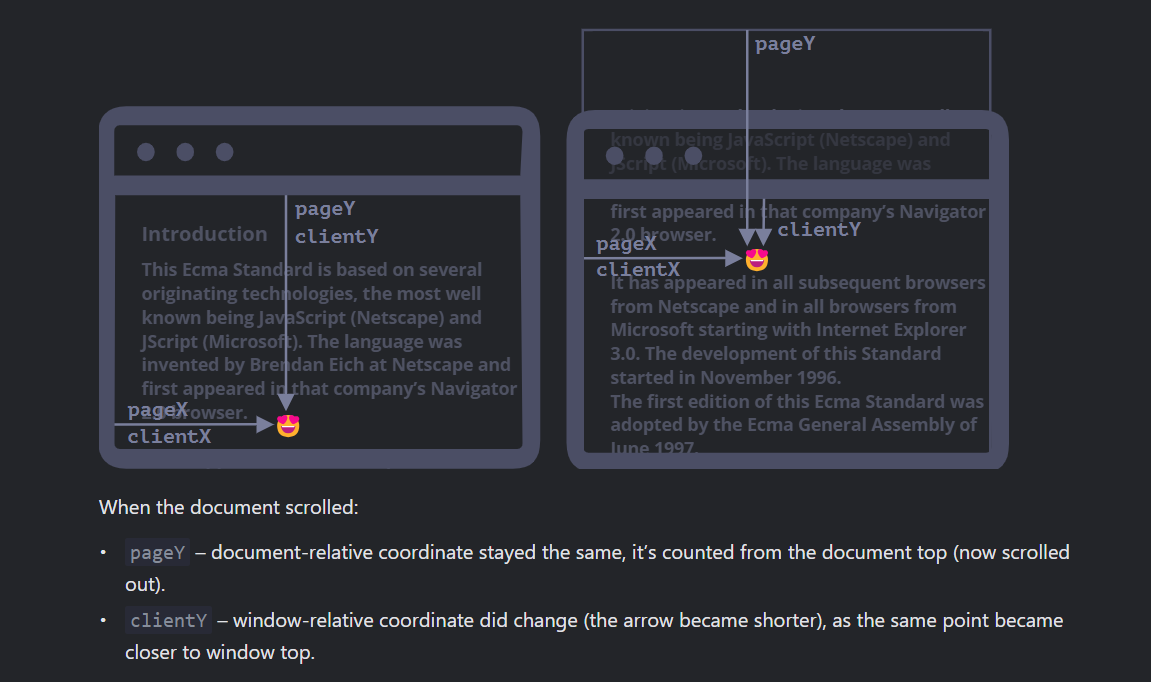 pageY
clientY
Introduction
This Ecma Standard is based on several
originating technologies, the most well
known being JavaScript (Netscape) and
JScript (Microsoft). The language was
invented by Brendan Eich at Netscape and
first appeared in that company’s Navigator
2.0 browser.
pageX
clientX
pageY
known being JavaScript (Netscape) and
JScript (Microsoft). The language was
first appeared in that company’s Navigator
2.0 browser.
clientY
pageX
clientX
It has appeared in all subsequent browsers
from Netscape and in all browsers from
Microsoft starting with Internet Explorer
3.0. The development of this Standard
started in November 1996.
The first edition of this Ecma Standard was
adopted by the Ecma General Assembly of
June 1997.
When the document scrolled:
• pageY – document-relative coordinate stayed the same, it’s counted from the document top (now scrolled
out).
• clientY – window-relative coordinate did change (the arrow became shorter), as the same point became
closer to window top.